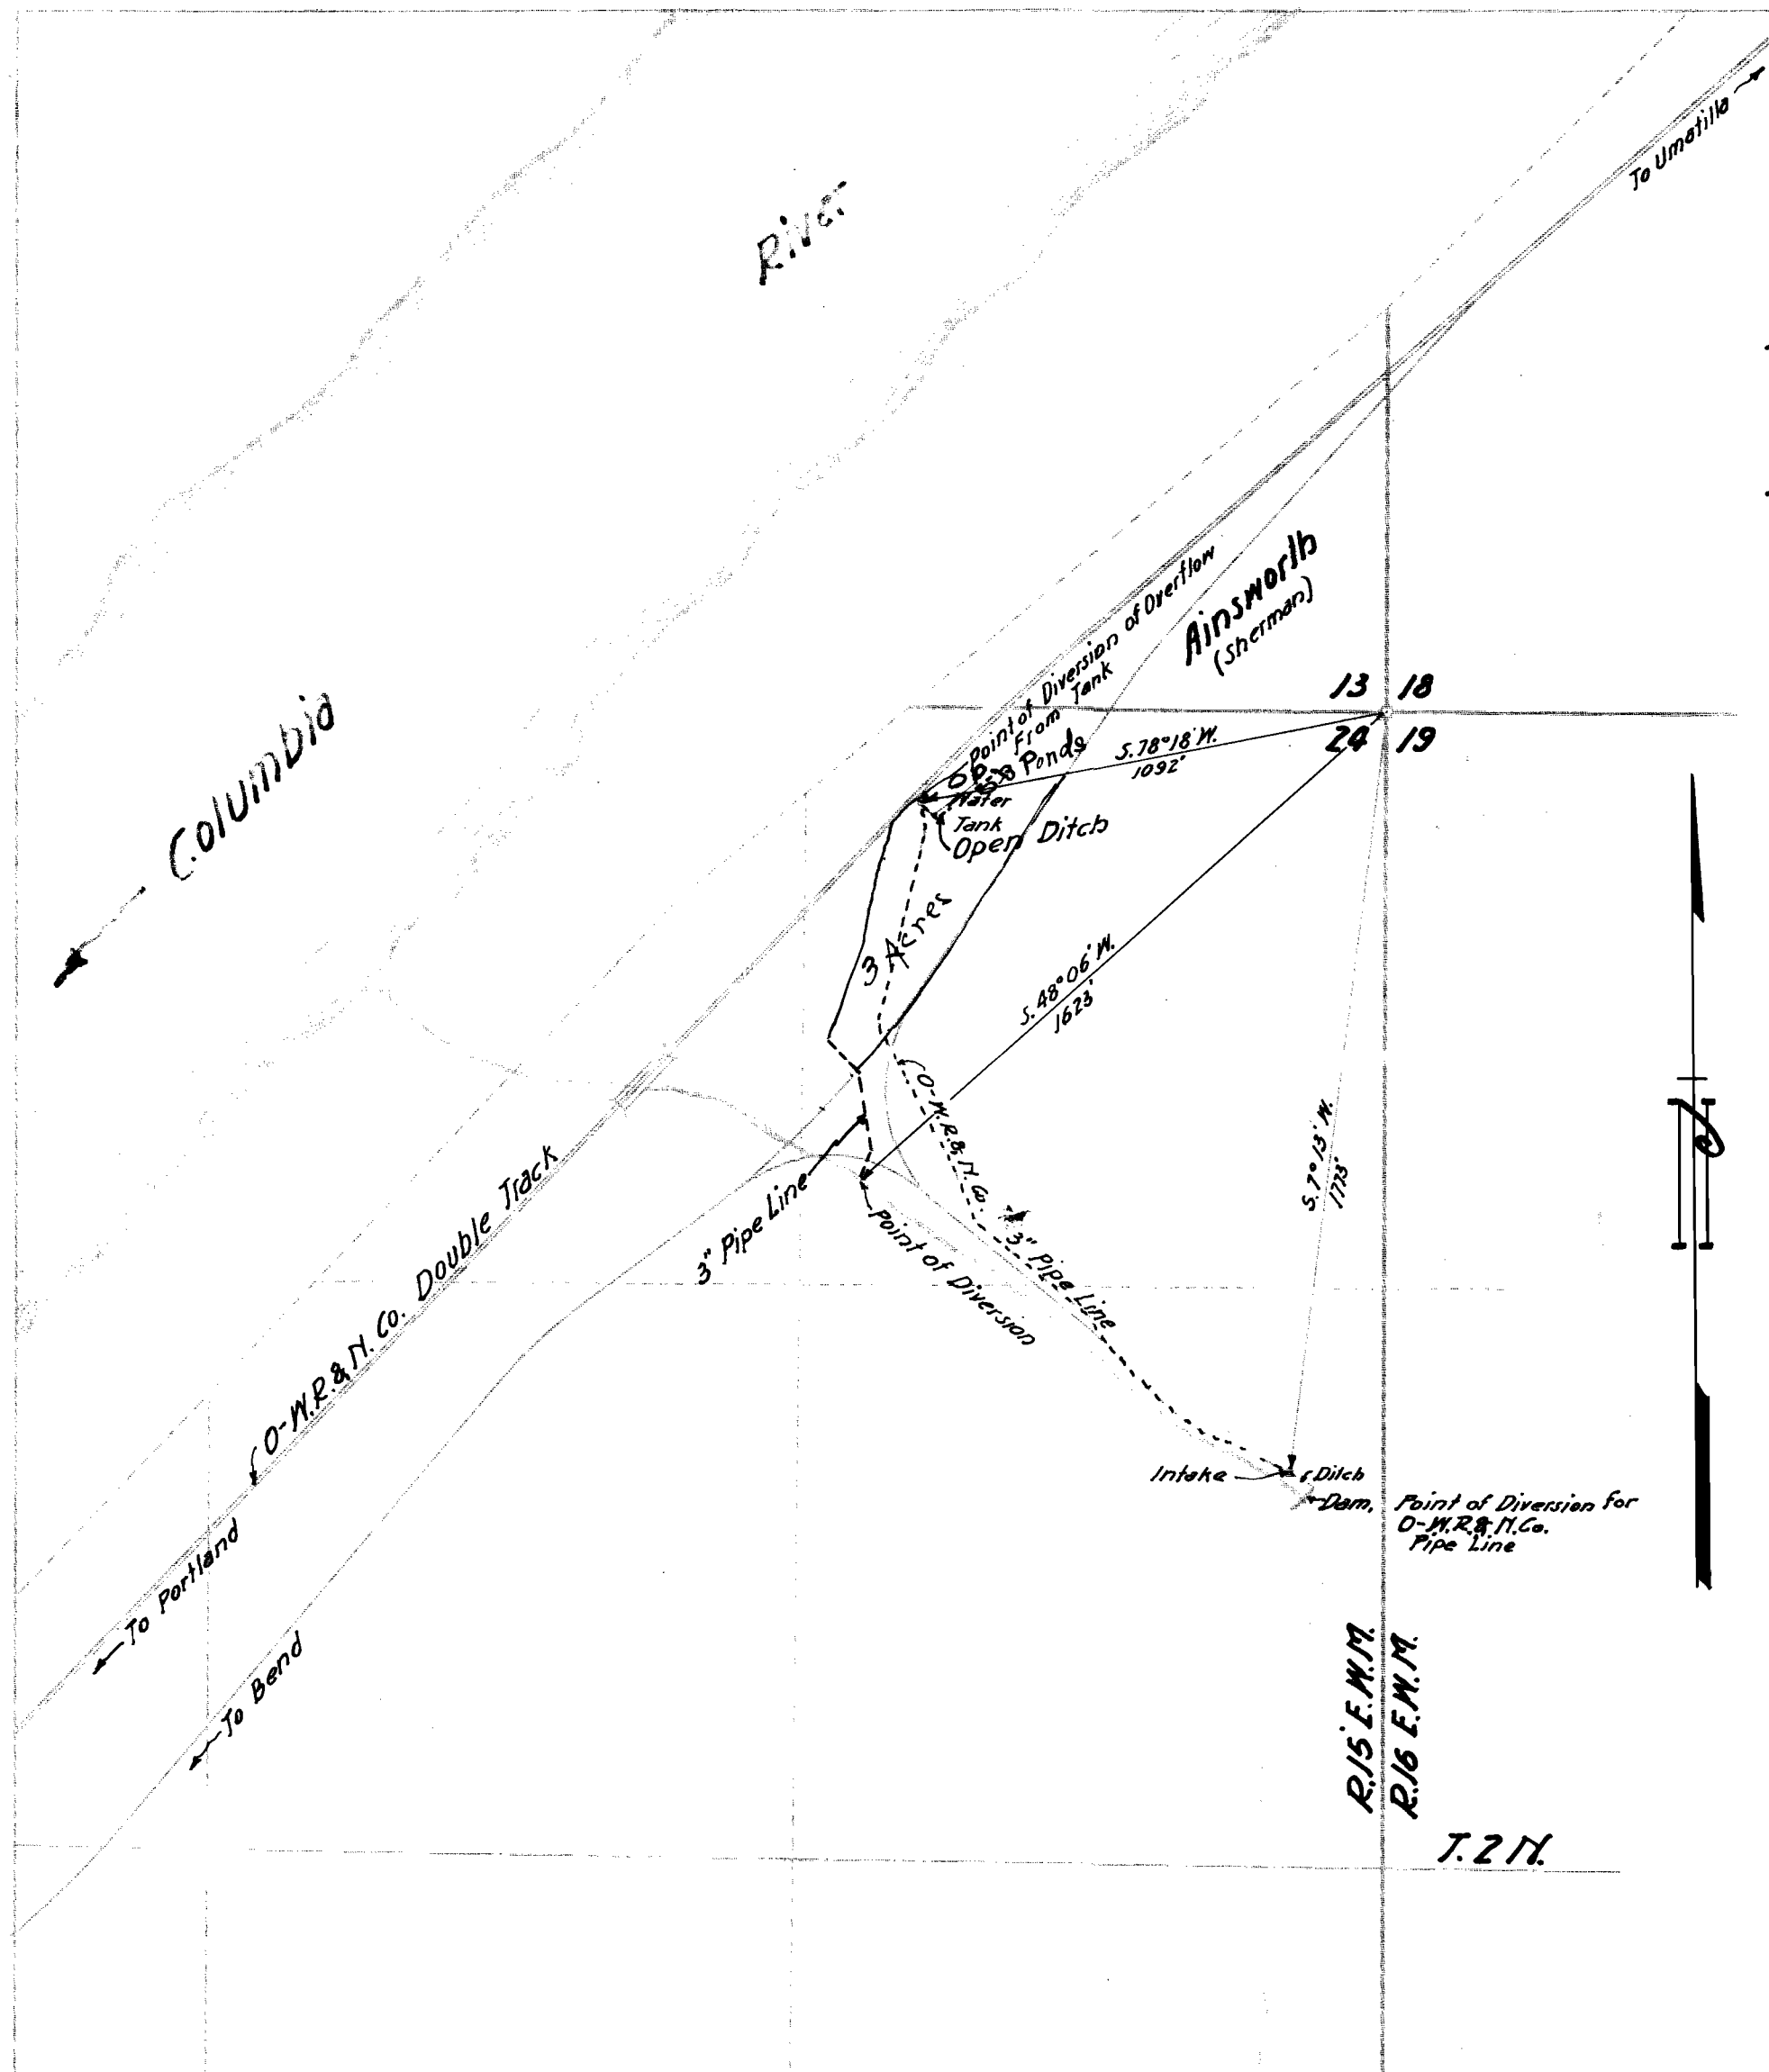 To Umatilla
River
Columbia
Ainsworth
(Sherman)
Point of Diversion of Overflow
From Tank
Ponds
Water
Tank
Open Ditch
13 18
24 19
S. 78° 18' W.
1092'
3 Acres
S. 48° 06' W.
1623'
S. 7° 13' W.
1773'
O-W.R.& N. Co. 3" Pipe Line
3" Pipe Line
Point of Diversion
O-W.R.& N. Co. Double Track
N
Intake
Ditch
Dam, Point of Diversion for
O-W.R.& N. Co.
Pipe Line
To Portland
To Bend
R.15 E.W.M.
R.16 E.W.M.
T. 2 N.